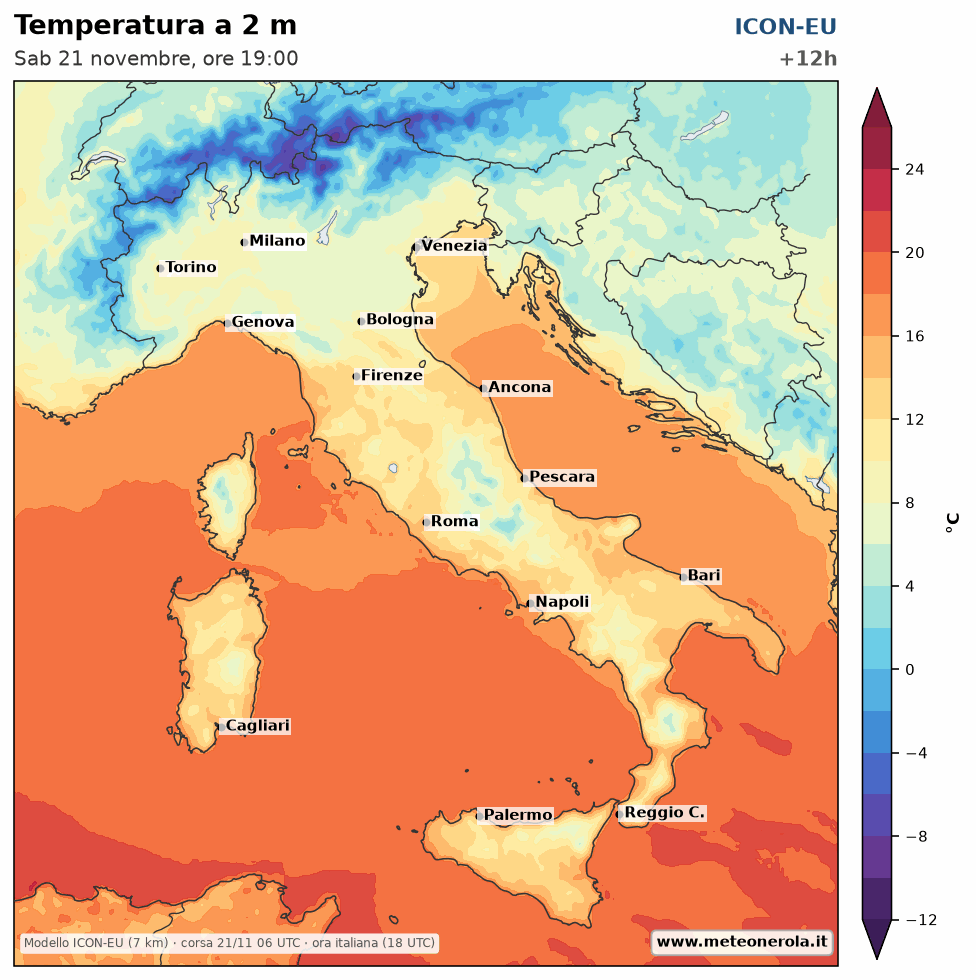 Temperatura a 2 m
ICON-EU
Sab 21 novembre, ore 19:00
+12h
Milano
Venezia
Torino
Genova
Bologna
Firenze
Ancona
Pescara
Roma
Bari
Napoli
Cagliari
Palermo
Reggio C.
24
20
16
12
8
4
0
−4
−8
−12
°C
Modello ICON-EU (7 km) · corsa 21/11 06 UTC · ora italiana (18 UTC)
www.meteonerola.it